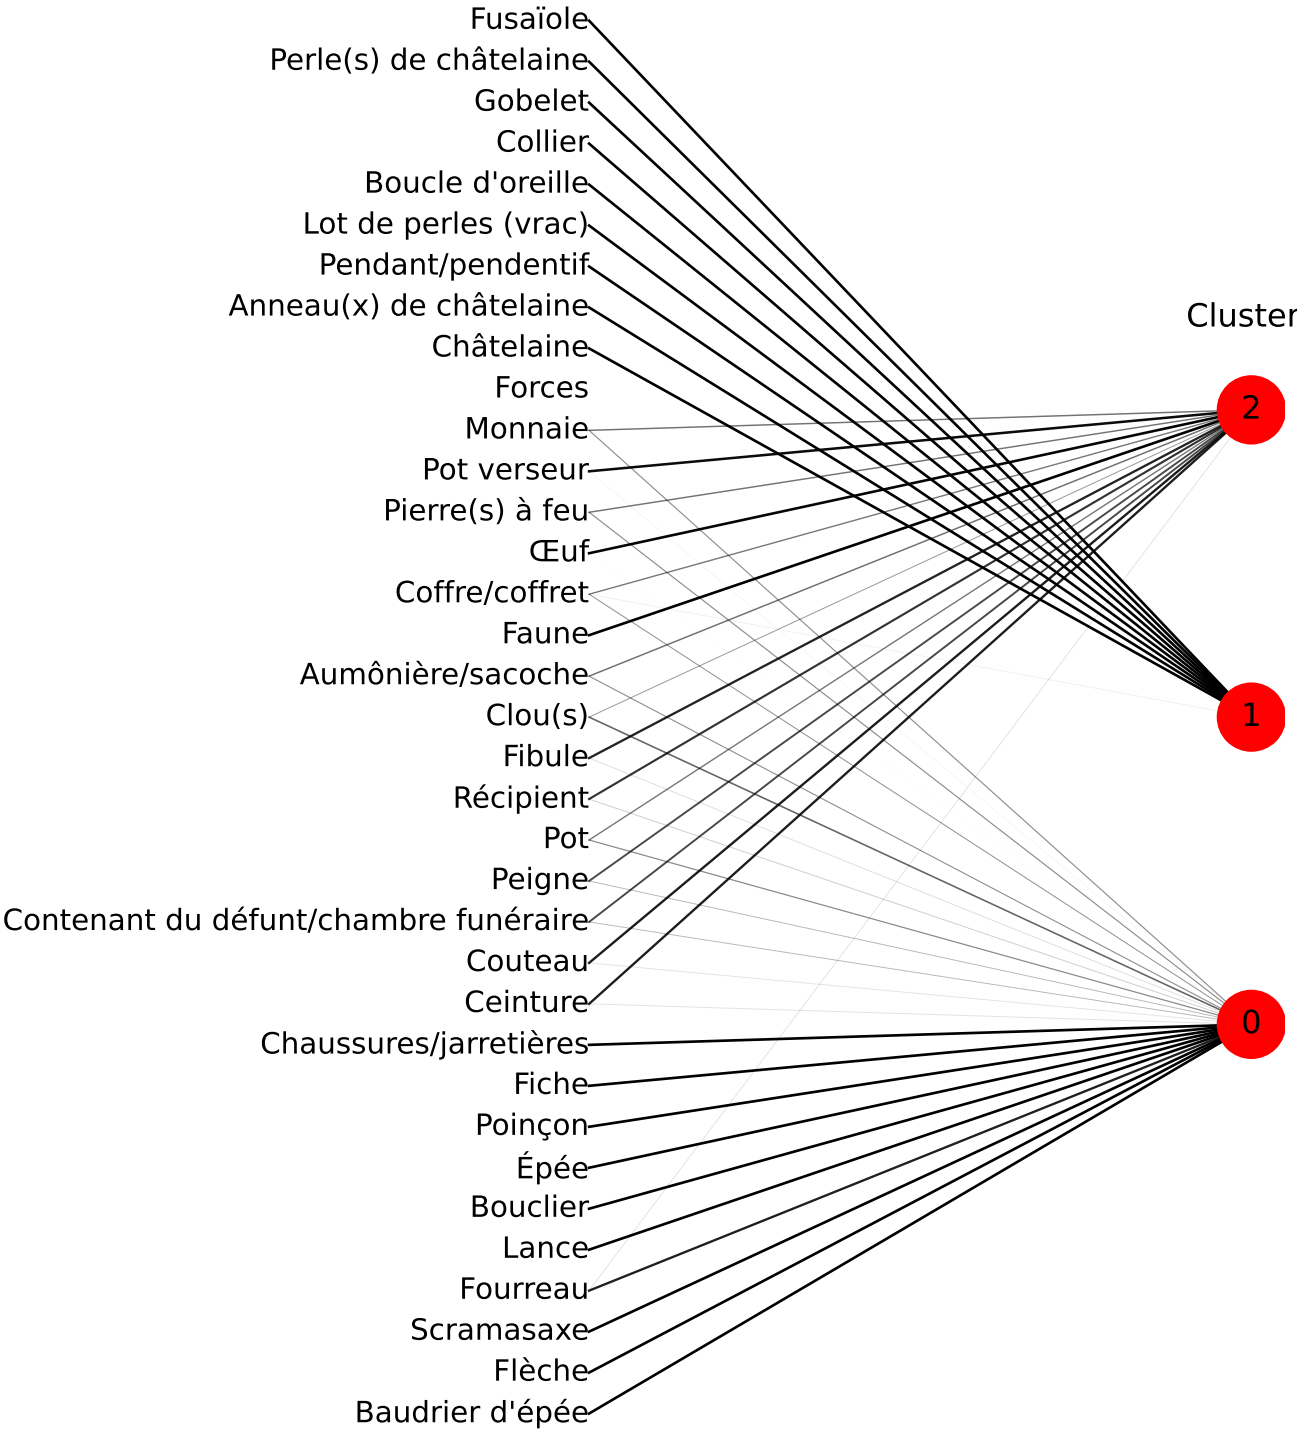 Fusaïole
Perle(s) de châtelaine
Gobelet
Collier
Boucle d'oreille
Lot de perles (vrac)
Pendant/pendentif
Anneau(x) de châtelaine
Châtelaine
Forces
Monnaie
Pot verseur
Pierre(s) à feu
Œuf
Coffre/coffret
Faune
Aumônière/sacoche
Clou(s)
Fibule
Récipient
Pot
Peigne
Contenant du défunt/chambre funéraire
Couteau
Ceinture
Chaussures/jarretières
Fiche
Poinçon
Épée
Bouclier
Lance
Fourreau
Scramasaxe
Flèche
Baudrier d'épée
Cluster
2
1
0